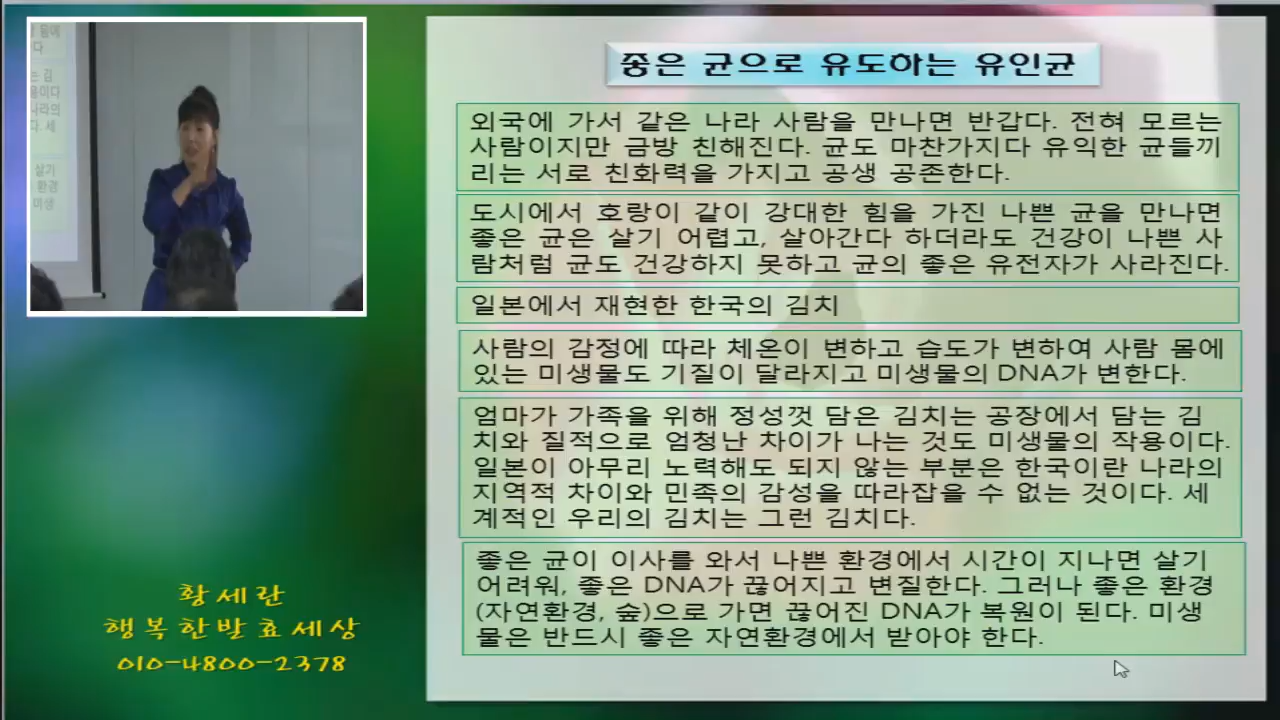 좋은 균으로 유도하는 유인균
외국에 가서 같은 나라 사람을 만나면 반갑다. 전혀 모르는
사람이지만 금방 친해진다. 균도 마찬가지다 유익한 균들끼
리는 서로 친화력을 가지고 공생 공존한다.
도시에서 호랑이 같이 강대한 힘을 가진 나쁜 균을 만나면
좋은 균은 살기 어렵고, 살아간다 하더라도 건강이 나쁜 사
람처럼 균도 건강하지 못하고 균의 좋은 유전자가 사라진다.
일본에서 재현한 한국의 김치
사람의 감정에 따라 체온이 변하고 습도가 변하여 사람 몸에
있는 미생물도 기질이 달라지고 미생물의 DNA가 변한다.
엄마가 가족을 위해 정성껏 담은 김치는 공장에서 담는 김
치와 질적으로 엄청난 차이가 나는 것도 미생물의 작용이다.
일본이 아무리 노력해도 되지 않는 부분은 한국이란 나라의
지역적 차이와 민족의 감성을 따라잡을 수 없는 것이다. 세
계적인 우리의 김치는 그런 김치다.
좋은 균이 이사를 와서 나쁜 환경에서 시간이 지나면 살기
어려워, 좋은 DNA가 끊어지고 변질한다. 그러나 좋은 환경
(자연환경, 숲)으로 가면 끊어진 DNA가 복원이 된다. 미생
물은 반드시 좋은 자연환경에서 받아야 한다.
황세란
행복한발효세상
010-4800-2378